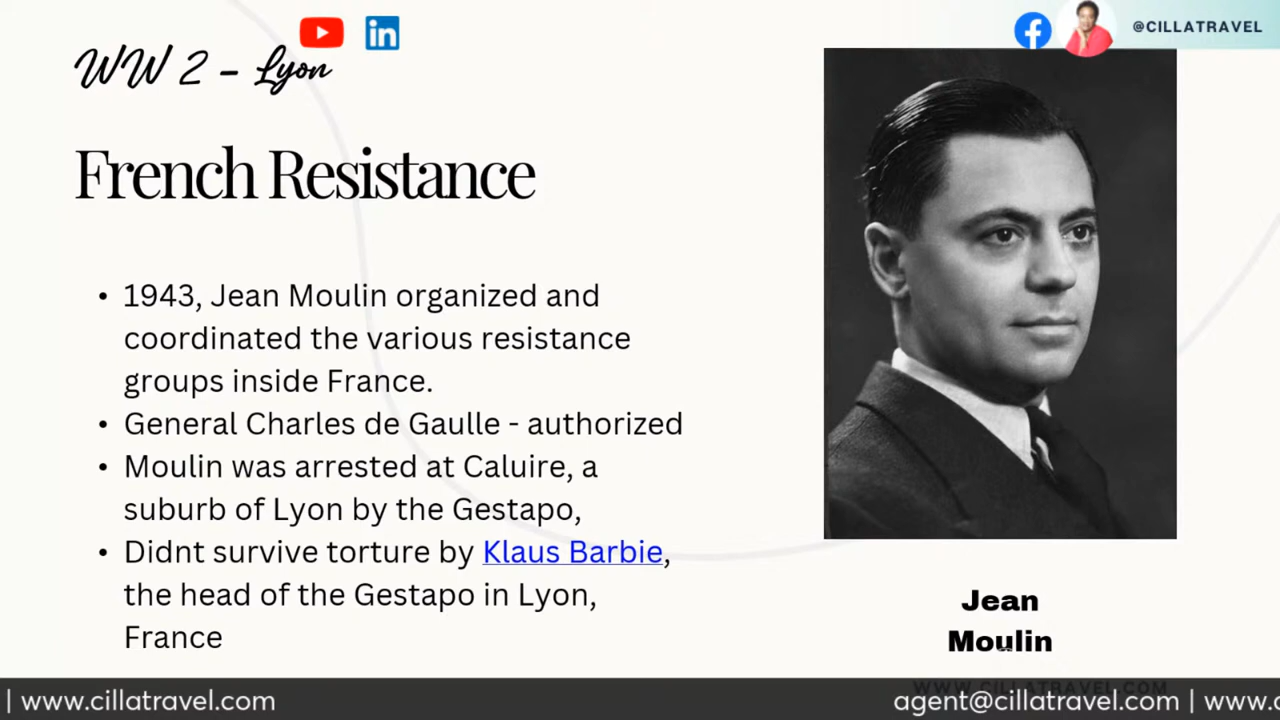 WW 2 - Lyon
@CILLATRAVEL
French Resistance
• 1943, Jean Moulin organized and
coordinated the various resistance
groups inside France.
• General Charles de Gaulle - authorized
• Moulin was arrested at Caluire, a
suburb of Lyon by the Gestapo,
• Didnt survive torture by Klaus Barbie,
the head of the Gestapo in Lyon,
France
Jean
Moulin
WWW.CILLATRAVEL.COM
| www.cillatravel.com
agent@cillatravel.com | www.c